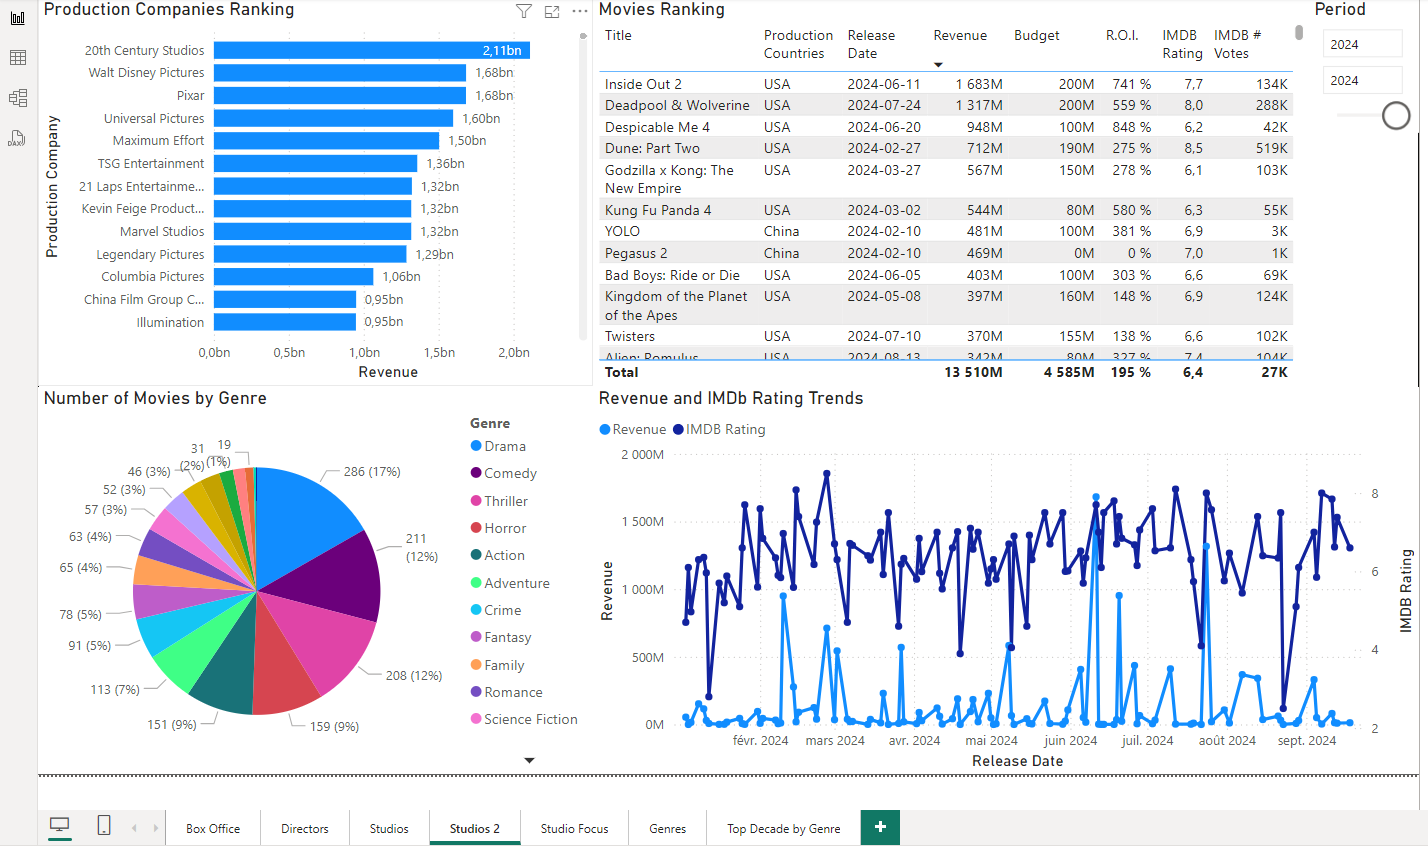 Production Companies Ranking
Production Company
20th Century Studios 2,11bn
Walt Disney Pictures 1,68bn
Pixar 1,68bn
Universal Pictures 1,60bn
Maximum Effort 1,50bn
TSG Entertainment 1,36bn
21 Laps Entertainme... 1,32bn
Kevin Feige Product... 1,32bn
Marvel Studios 1,32bn
Legendary Pictures 1,29bn
Columbia Pictures 1,06bn
China Film Group C... 0,95bn
Illumination 0,95bn
0,0bn 0,5bn 1,0bn 1,5bn 2,0bn
Revenue
Movies Ranking
Title Production Countries Release Date Revenue Budget R.O.I. IMDB Rating IMDB # Votes
Inside Out 2 USA 2024-06-11 1 683M 200M 741 % 7,7 134K
Deadpool & Wolverine USA 2024-07-24 1 317M 200M 559 % 8,0 288K
Despicable Me 4 USA 2024-06-20 948M 100M 848 % 6,2 42K
Dune: Part Two USA 2024-02-27 712M 190M 275 % 8,5 519K
Godzilla x Kong: The USA 2024-03-27 567M 150M 278 % 6,1 103K
New Empire
Kung Fu Panda 4 USA 2024-03-02 544M 80M 580 % 6,3 55K
YOLO China 2024-02-10 481M 100M 381 % 6,9 3K
Pegasus 2 China 2024-02-10 469M 0M 0 % 7,0 1K
Bad Boys: Ride or Die USA 2024-06-05 403M 100M 303 % 6,6 69K
Kingdom of the Planet USA 2024-05-08 397M 160M 148 % 6,9 124K
of the Apes
Twisters USA 2024-07-10 370M 155M 138 % 6,6 102K
Alien: Romulus USA 2024-08-13 342M 80M 327 % 7,4 104K
Total 13 510M 4 585M 195 % 6,4 27K
Period
2024
2024
Number of Movies by Genre
286 (17%)
211
(12%)
208 (12%)
159 (9%)
151 (9%)
113 (7%)
91 (5%)
78 (5%)
65 (4%)
63 (4%)
57 (3%)
52 (3%)
46 (3%)
31
(2%)
19
(1%)
Genre
Drama
Comedy
Thriller
Horror
Action
Adventure
Crime
Fantasy
Family
Romance
Science Fiction
Revenue and IMDb Rating Trends
Revenue IMDB Rating
Revenue
2 000M
1 500M
1 000M
500M
0M
8
6
4
2
IMDB Rating
févr. 2024 mars 2024 avr. 2024 mai 2024 juin 2024 juil. 2024 août 2024 sept. 2024
Release Date
DAX
Box Office Directors Studios Studios 2 Studio Focus Genres Top Decade by Genre +